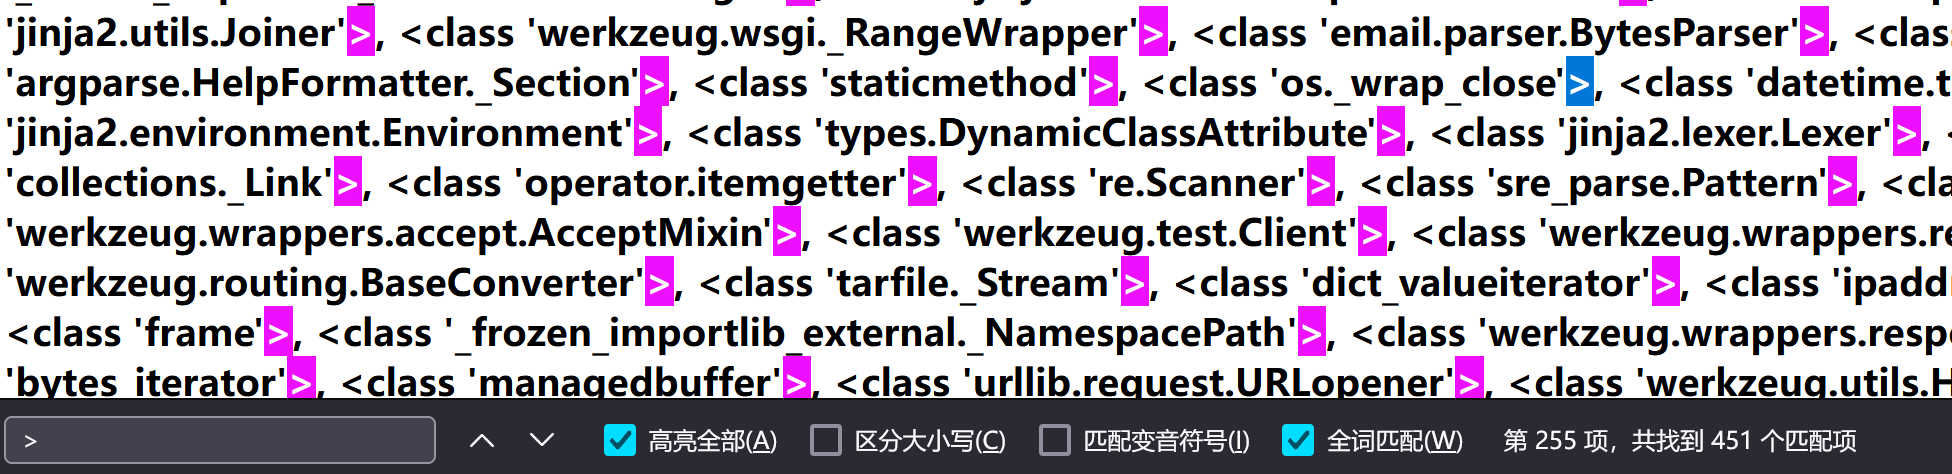 'jinja2.utils.Joiner'>, <class 'werkzeug.wsgi._RangeWrapper'>, <class 'email.parser.BytesParser'>, <clas
'argparse.HelpFormatter._Section'>, <class 'staticmethod'>, <class 'os._wrap_close'>, <class 'datetime.t
'jinja2.environment.Environment'>, <class 'types.DynamicClassAttribute'>, <class 'jinja2.lexer.Lexer'>, <
'collections._Link'>, <class 'operator.itemgetter'>, <class 're.Scanner'>, <class 'sre_parse.Pattern'>, <cla
'werkzeug.wrappers.accept.AcceptMixin'>, <class 'werkzeug.test.Client'>, <class 'werkzeug.wrappers.re
'werkzeug.routing.BaseConverter'>, <class 'tarfile._Stream'>, <class 'dict_valueiterator'>, <class 'ipadd
<class 'frame'>, <class '_frozen_importlib_external._NamespacePath'>, <class 'werkzeug.wrappers.resp
'bytes_iterator'>, <class 'managedbuffer'>, <class 'urllib.request.URLopener'>, <class 'werkzeug.utils.H
> 高亮全部(A) 区分大小写(C) 匹配变音符号(I) 全词匹配(W) 第 255 项，共找到 451 个匹配项